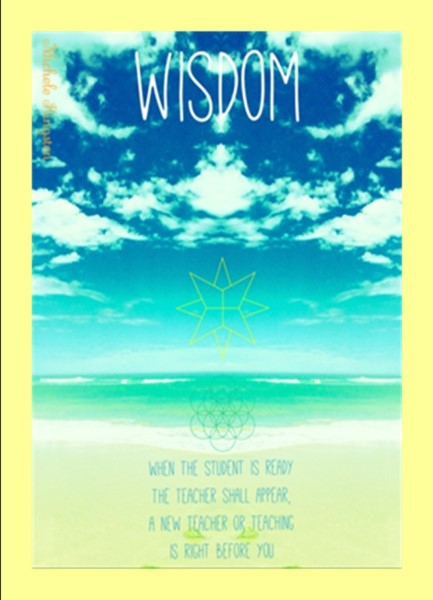 WISDOM
WHEN THE STUDENT IS READY
THE TEACHER SHALL APPEAR,
A NEW TEACHER OR TEACHING
IS RIGHT BEFORE YOU